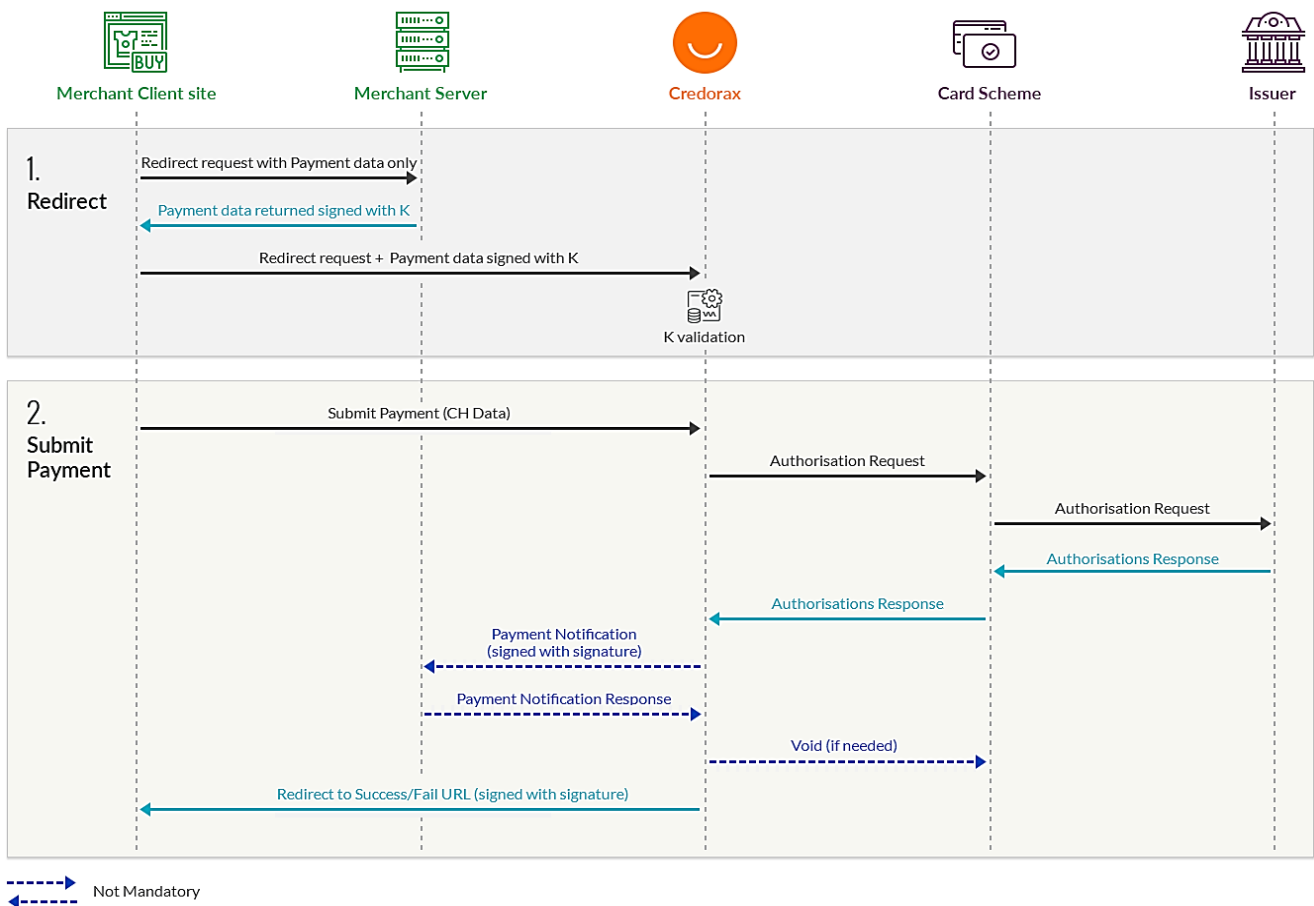 BUY
Merchant Client site
Merchant Server
Credorax
Card Scheme
Issuer
1.
Redirect
Redirect request with Payment data only
Payment data returned signed with K
Redirect request + Payment data signed with K
K validation
2.
Submit
Payment
Submit Payment (CH Data)
Authorisation Request
Authorisation Request
Authorisations Response
Authorisations Response
Payment Notification
(signed with signature)
Payment Notification Response
Void (if needed)
Redirect to Success/Fail URL (signed with signature)
Not Mandatory